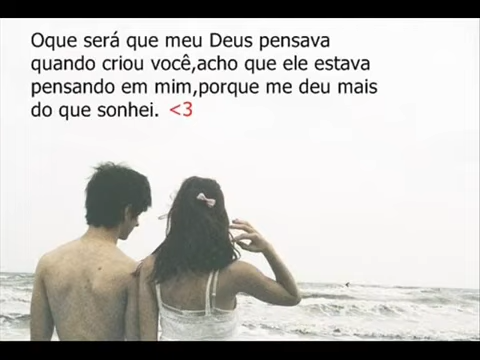 Oque será que meu Deus pensava
quando criou você,acho que ele estava
pensando em mim,porque me deu mais
do que sonhei. <3